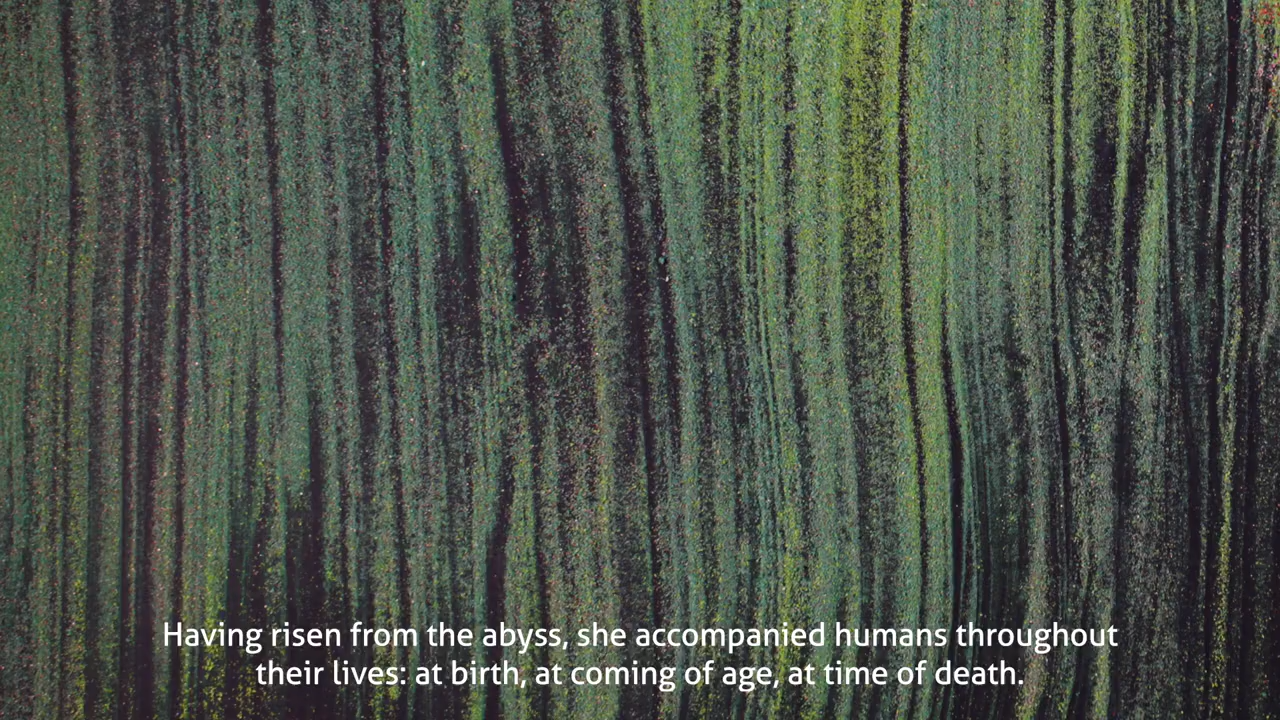 Having risen from the abyss, she accompanied humans throughout
their lives: at birth, at coming of age, at time of death.